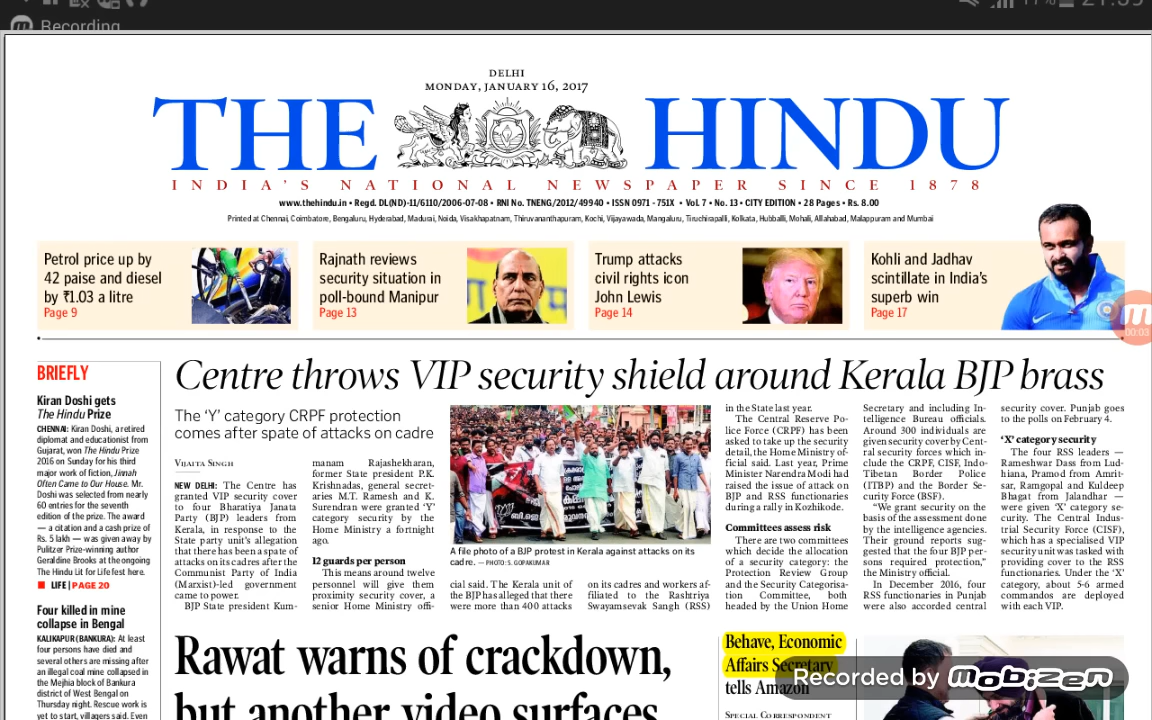 Recording
DELHI
MONDAY, JANUARY 16, 2017
THE HINDU
INDIA'S NATIONAL NEWSPAPER SINCE 1878
www.thehindu.in • Regd. DL(ND)-11/6110/2006-07-08 • RNI No. TNENG/2012/49940 • ISSN 0971 - 751X • Vol. 7 • No. 13 • CITY EDITION • 28 Pages • Rs. 8.00
Printed at Chennai, Coimbatore, Bengaluru, Hyderabad, Madurai, Noida, Visakhapatnam, Thiruvananthapuram, Kochi, Vijayawada, Mangaluru, Tiruchirapalli, Kolkata, Hubballi, Mohali, Allahabad, Malappuram and Mumbai
Petrol price up by
42 paise and diesel
by ₹1.03 a litre
Page 9
Rajnath reviews
security situation in
poll-bound Manipur
Page 13
Trump attacks
civil rights icon
John Lewis
Page 14
Kohli and Jadhav
scintillate in India's
superb win
Page 17
00:03
BRIEFLY
Kiran Doshi gets
The Hindu Prize
CHENNAI: Kiran Doshi, a retired
diplomat and educationist from
Gujarat, won The Hindu Prize
2016 on Sunday for his third
major work of fiction, Jinnah
Often Came to Our House. Mr.
Doshi was selected from nearly
60 entries for the seventh
edition of the prize. The award
— a citation and a cash prize of
Rs. 5 lakh — was given away by
Pulitzer Prize-winning author
Geraldine Brooks at the ongoing
The Hindu Lit for Life fest here.
LIFE | PAGE 20
Four killed in mine
collapse in Bengal
KALIKAPUR (BANKURA): At least
four persons have died and
several others are missing after
an illegal coal mine collapsed in
the Mejhia block of Bankura
district of West Bengal on
Thursday night. Rescue work is
yet to start, villagers said. Even
Centre throws VIP security shield around Kerala BJP brass
The 'Y' category CRPF protection
comes after spate of attacks on cadre
VIJAITA SINGH
NEW DELHI: The Centre has
granted VIP security cover
to four Bharatiya Janata
Party (BJP) leaders from
Kerala, in response to the
State party unit's allegation
that there has been a spate of
attacks on its cadres after the
Communist Party of India
(Marxist)-led government
came to power.
BJP State president Kum-
manam Rajashekharan,
former State president P.K.
Krishnadas, general secret-
aries M.T. Ramesh and K.
Surendran were granted 'Y'
category security by the
Home Ministry a fortnight
ago.
12 guards per person
This means around twelve
personnel will give them
proximity security cover, a
senior Home Ministry offi-
A file photo of a BJP protest in Kerala against attacks on its
cadre. — PHOTO: S. GOPAKUMAR
cial said. The Kerala unit of
the BJP has alleged that there
were more than 400 attacks
on its cadres and workers af-
filiated to the Rashtriya
Swayamsevak Sangh (RSS)
in the State last year.
The Central Reserve Po-
lice Force (CRPF) has been
asked to take up the security
detail, the Home Ministry of-
ficial said. Last year, Prime
Minister Narendra Modi had
raised the issue of attack on
BJP and RSS functionaries
during a rally in Kozhikode.
Committees assess risk
There are two committees
which decide the allocation
of a security category; the
Protection Review Group
and the Security Categorisa-
tion Committee, both
headed by the Union Home
Secretary and including In-
telligence Bureau officials.
Around 300 individuals are
given security cover by Cent-
ral security forces which in-
clude the CRPF, CISF, Indo-
Tibetan Border Police
(ITBP) and the Border Se-
curity Force (BSF).
"We grant security on the
basis of the assessment done
by the intelligence agencies.
Their ground reports sug-
gested that the four BJP per-
sons required protection,"
the Ministry official.
In December 2016, four
RSS functionaries in Punjab
were also accorded central
security cover. Punjab goes
to the polls on February 4.
'X' category security
The four RSS leaders —
Rameshwar Dass from Lud-
hiana, Pramod from Amrit-
sar, Ramgopal and Kuldeep
Bhagat from Jalandhar —
were given 'X' category se-
curity. The Central Indus-
trial Security Force (CISF),
which has a specialised VIP
security unit was tasked with
providing cover to the RSS
functionaries. Under the 'X'
category, about 5-6 armed
commandos are deployed
with each VIP.
Rawat warns of crackdown,
but another video surfaces
Behave, Economic
Affairs Secretary
tells Amazon
SPECIAL CORRESPONDENT
Recorded by mobizen